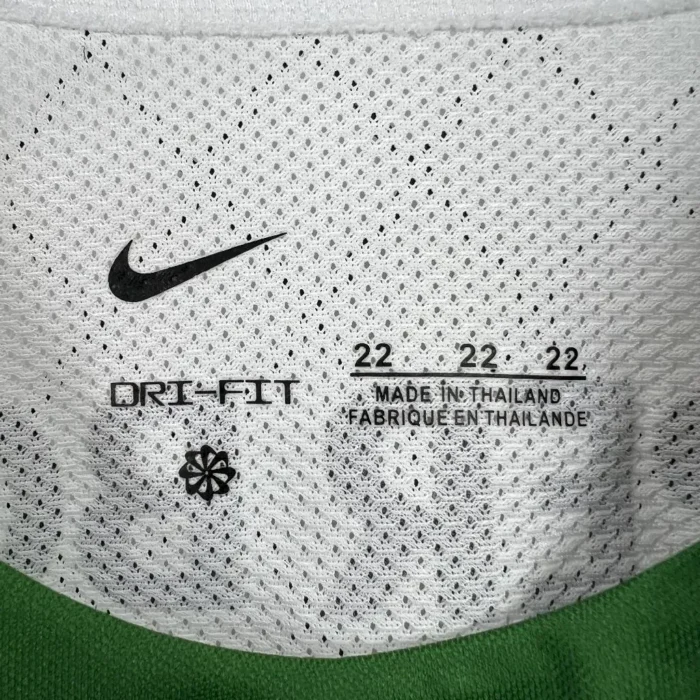 22 22 22
DRI-FIT
MADE IN THAILAND
FABRIQUE EN THAILANDE